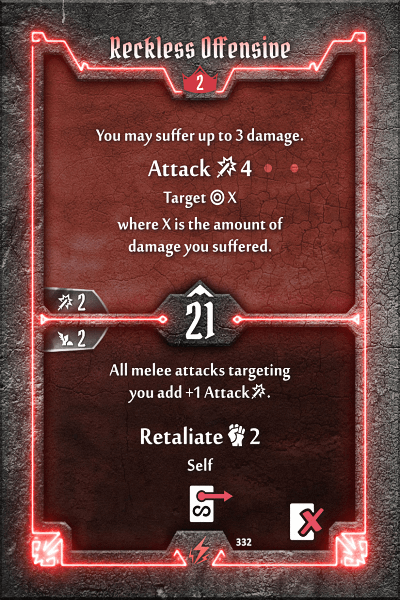 Reckless Offensive
2
You may suffer up to 3 damage.
Attack 4
Target X
where X is the amount of
damage you suffered.
2
21
2
All melee attacks targeting
you add +1 Attack.
Retaliate 2
Self
332